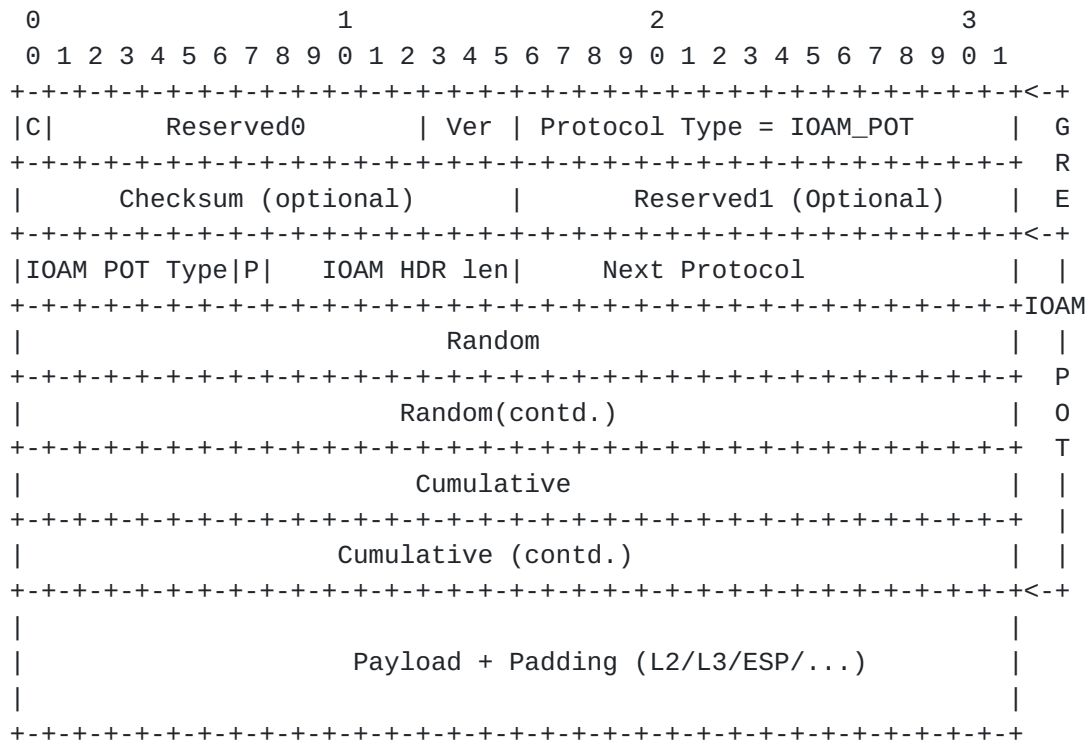 0                   1                   2                   3
 0 1 2 3 4 5 6 7 8 9 0 1 2 3 4 5 6 7 8 9 0 1 2 3 4 5 6 7 8 9 0 1
+-+-+-+-+-+-+-+-+-+-+-+-+-+-+-+-+-+-+-+-+-+-+-+-+-+-+-+-+-+-+-+-+<-+
|C|       Reserved0       | Ver | Protocol Type = IOAM_POT      |  G
+-+-+-+-+-+-+-+-+-+-+-+-+-+-+-+-+-+-+-+-+-+-+-+-+-+-+-+-+-+-+-+-+  R
|      Checksum (optional)      |       Reserved1 (Optional)    |  E
+-+-+-+-+-+-+-+-+-+-+-+-+-+-+-+-+-+-+-+-+-+-+-+-+-+-+-+-+-+-+-+-+<-+
|IOAM POT Type|P|   IOAM HDR len|     Next Protocol             |  |
+-+-+-+-+-+-+-+-+-+-+-+-+-+-+-+-+-+-+-+-+-+-+-+-+-+-+-+-+-+-+-+-+IOAM
|                           Random                              |  |
+-+-+-+-+-+-+-+-+-+-+-+-+-+-+-+-+-+-+-+-+-+-+-+-+-+-+-+-+-+-+-+-+  P
|                        Random(contd.)                         |  O
+-+-+-+-+-+-+-+-+-+-+-+-+-+-+-+-+-+-+-+-+-+-+-+-+-+-+-+-+-+-+-+-+  T
|                         Cumulative                            |  |
+-+-+-+-+-+-+-+-+-+-+-+-+-+-+-+-+-+-+-+-+-+-+-+-+-+-+-+-+-+-+-+-+  |
|                    Cumulative (contd.)                        |  |
+-+-+-+-+-+-+-+-+-+-+-+-+-+-+-+-+-+-+-+-+-+-+-+-+-+-+-+-+-+-+-+-+<-+
|                                                               |
|                     Payload + Padding (L2/L3/ESP/...)         |
|                                                               |
+-+-+-+-+-+-+-+-+-+-+-+-+-+-+-+-+-+-+-+-+-+-+-+-+-+-+-+-+-+-+-+-+